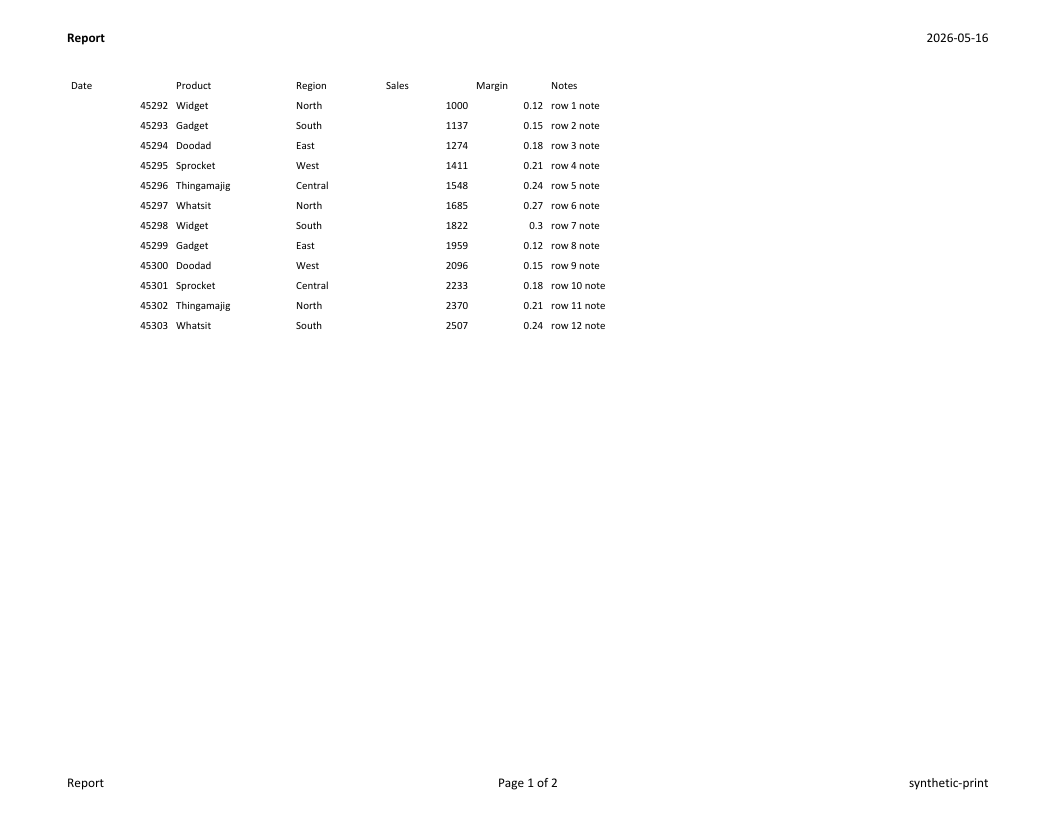 Report 2026-05-16
Date Product Region Sales Margin Notes
45292 Widget North 1000 0.12 row 1 note
45293 Gadget South 1137 0.15 row 2 note
45294 Doodad East 1274 0.18 row 3 note
45295 Sprocket West 1411 0.21 row 4 note
45296 Thingamajig Central 1548 0.24 row 5 note
45297 Whatsit North 1685 0.27 row 6 note
45298 Widget South 1822 0.3 row 7 note
45299 Gadget East 1959 0.12 row 8 note
45300 Doodad West 2096 0.15 row 9 note
45301 Sprocket Central 2233 0.18 row 10 note
45302 Thingamajig North 2370 0.21 row 11 note
45303 Whatsit South 2507 0.24 row 12 note
Report Page 1 of 2 synthetic-print